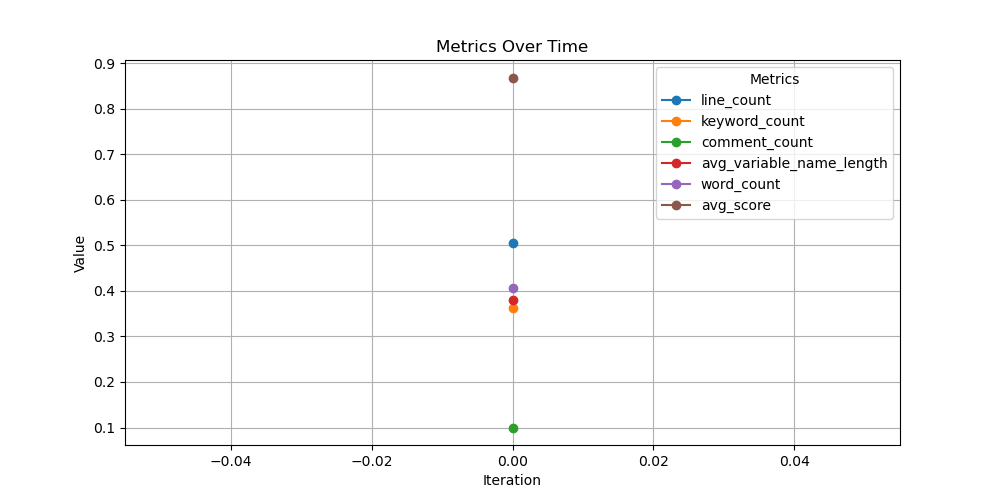 Metrics Over Time
0.9
0.8
0.7
0.6
0.5
0.4
0.3
0.2
0.1
Value
Metrics
line_count
keyword_count
comment_count
avg_variable_name_length
word_count
avg_score
−0.04 −0.02 0.00 0.02 0.04
Iteration